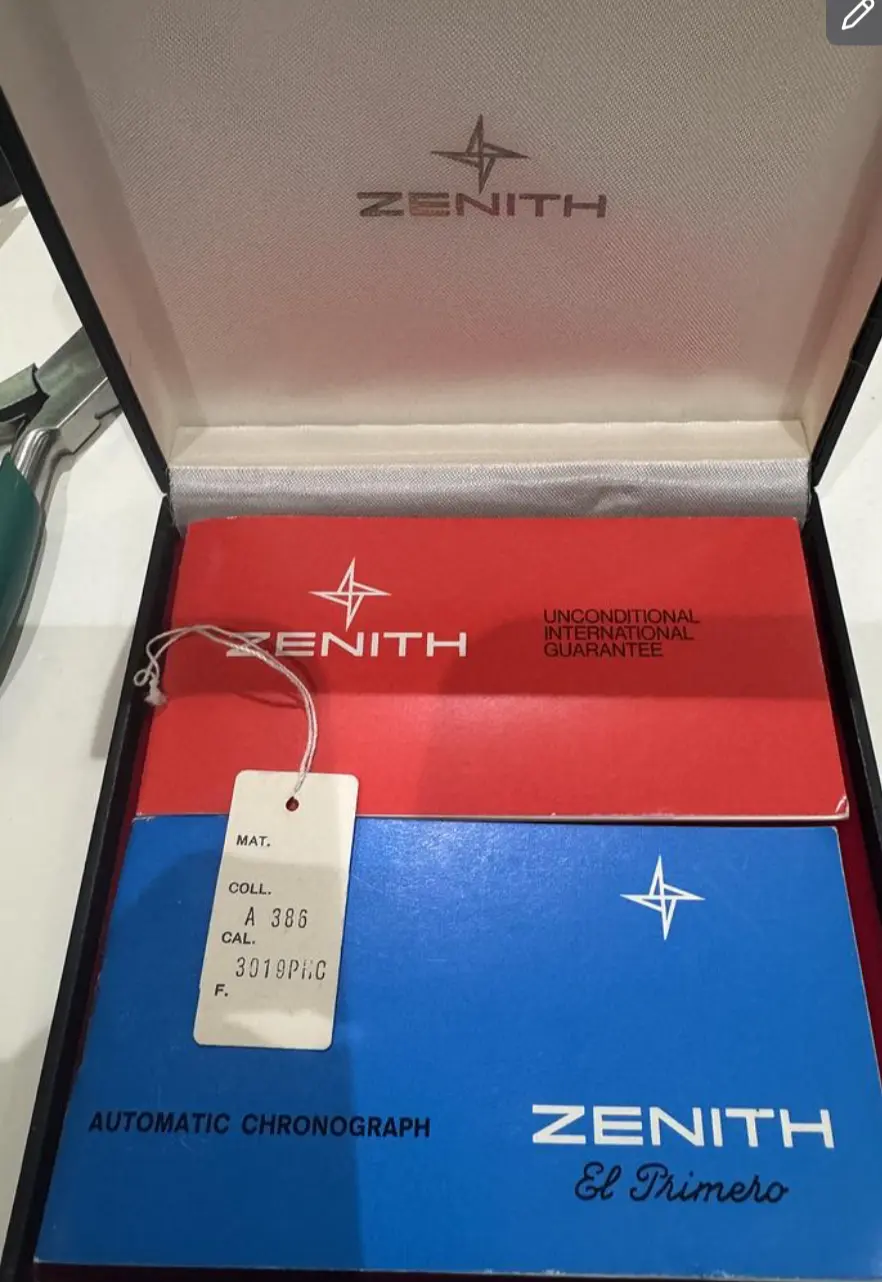 ZENITH
ZENITH
UNCONDITIONAL
INTERNATIONAL
GUARANTEE
MAT.
COLL.
A 386
CAL.
3019PHC
F.
AUTOMATIC CHRONOGRAPH
ZENITH
El Primero